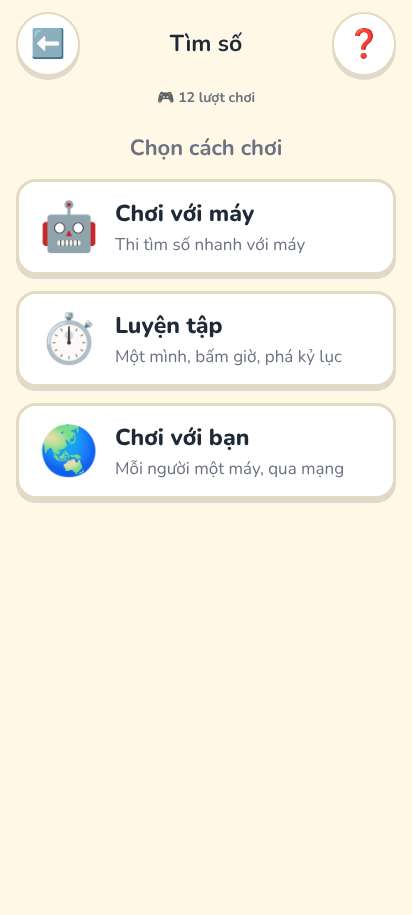 Tìm số
12 lượt chơi
Chọn cách chơi
Chơi với máy
Thi tìm số nhanh với máy
Luyện tập
Một mình, bấm giờ, phá kỷ lục
Chơi với bạn
Mỗi người một máy, qua mạng